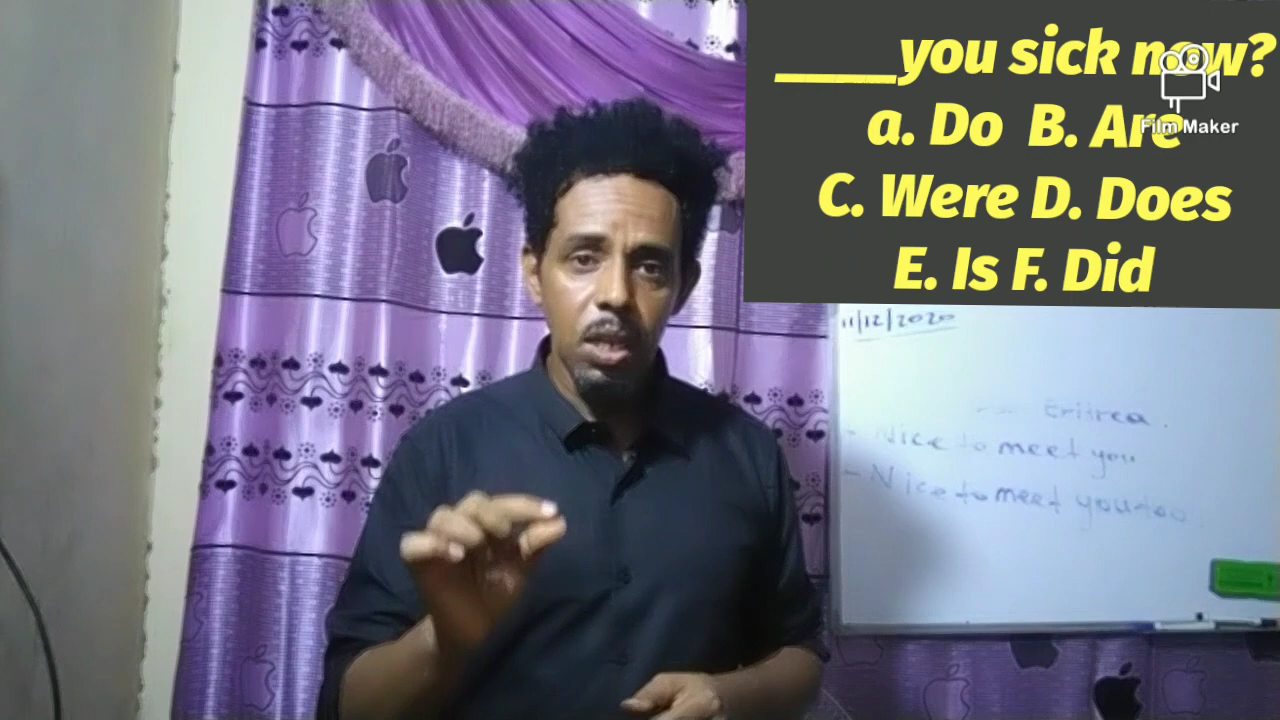 ____you sick now?
a. Do B. Are
Film Maker
C. Were D. Does
E. Is F. Did
11/12/2020
Eritrea.
- Nice to meet you
- Nice to meet you too